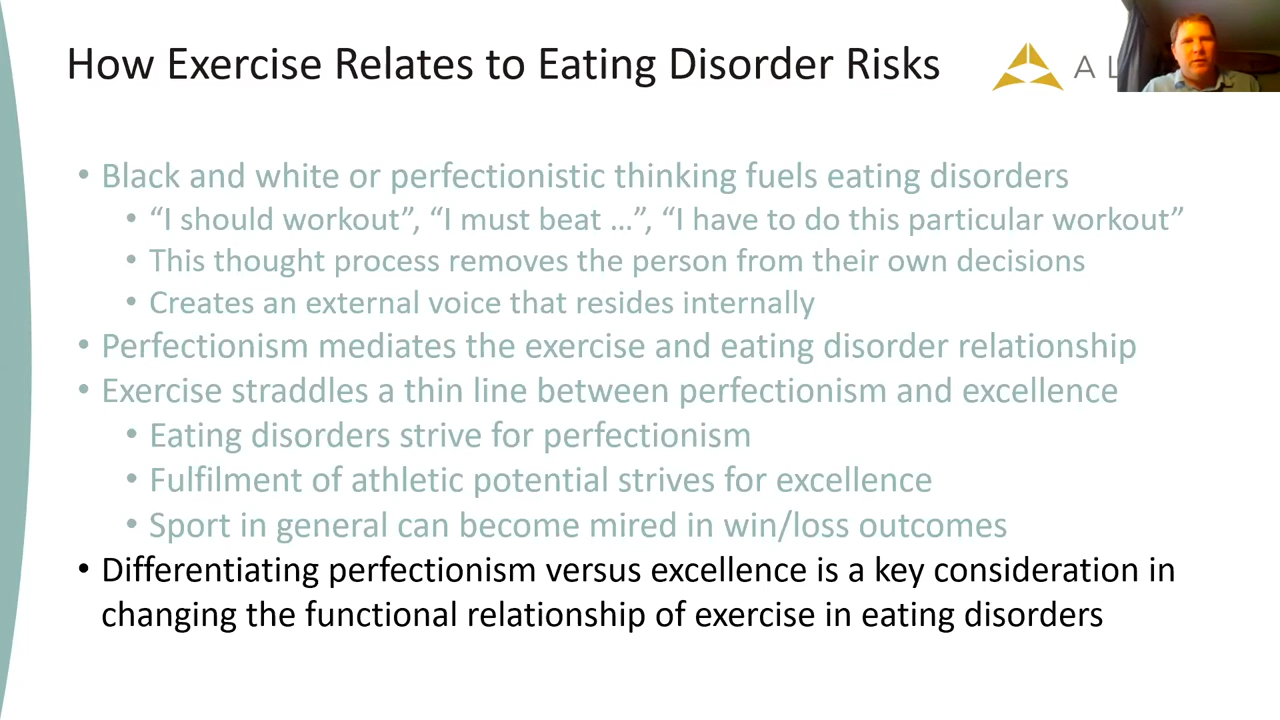 How Exercise Relates to Eating Disorder Risks
AL
• Black and white or perfectionistic thinking fuels eating disorders
• “I should workout”, “I must beat …”, “I have to do this particular workout”
• This thought process removes the person from their own decisions
• Creates an external voice that resides internally
• Perfectionism mediates the exercise and eating disorder relationship
• Exercise straddles a thin line between perfectionism and excellence
• Eating disorders strive for perfectionism
• Fulfilment of athletic potential strives for excellence
• Sport in general can become mired in win/loss outcomes
• Differentiating perfectionism versus excellence is a key consideration in
changing the functional relationship of exercise in eating disorders